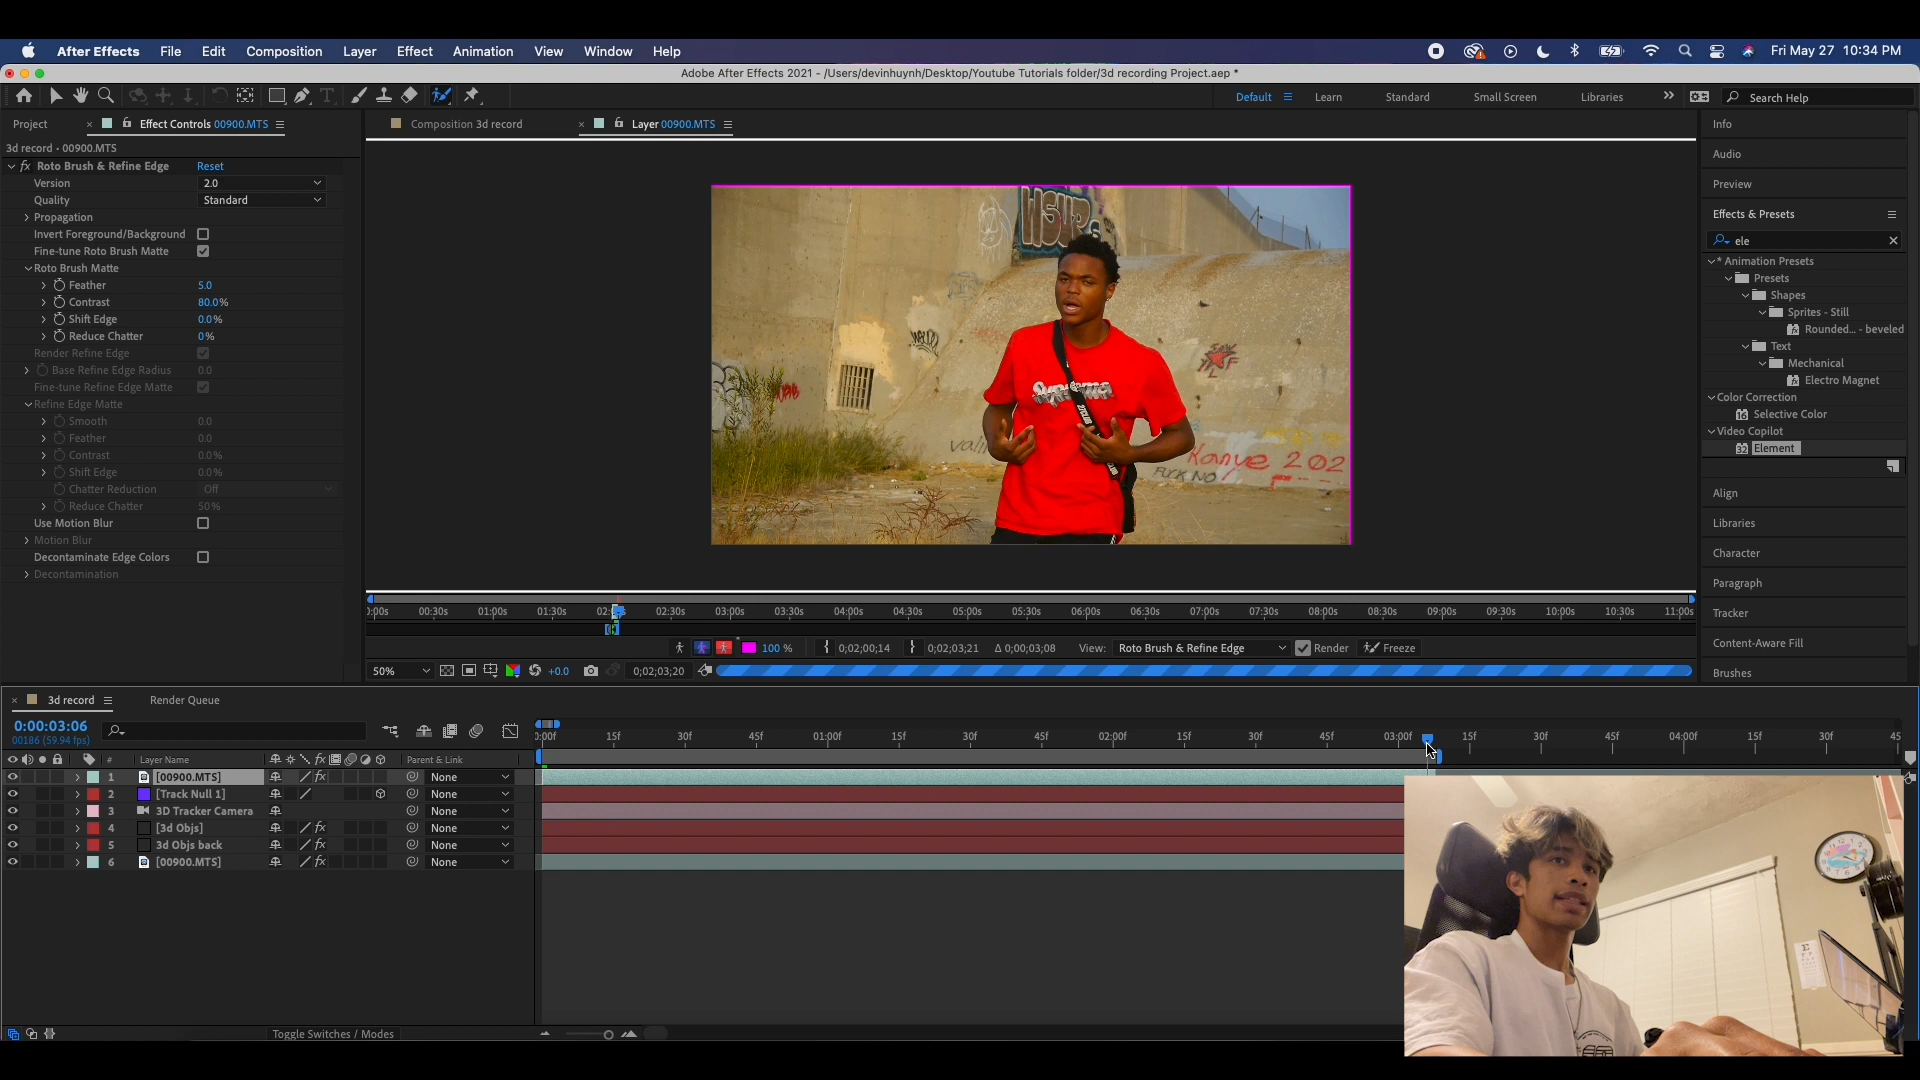 After Effects File Edit Composition Layer Effect Animation View Window Help Fri May 27 10:34 PM
Adobe After Effects 2021 - /Users/devinhuynh/Desktop/Youtube Tutorials folder/3d recording Project.aep *
Default Learn Standard Small Screen Libraries Search Help
Project Effect Controls 00900.MTS
3d record • 00900.MTS
fx Roto Brush & Refine Edge Reset
Version 2.0
Quality Standard
Propagation
Invert Foreground/Background
Fine-tune Roto Brush Matte
Roto Brush Matte
Feather 5.0
Contrast 80.0%
Shift Edge 0.0%
Reduce Chatter 0%
Render Refine Edge
Base Refine Edge Radius 0.0
Fine-tune Refine Edge Matte
Refine Edge Matte
Smooth 0.0
Feather 0.0
Contrast 0.0%
Shift Edge 0.0%
Chatter Reduction Off
Reduce Chatter 50%
Use Motion Blur
Motion Blur
Decontaminate Edge Colors
Decontamination
Composition 3d record Layer 00900.MTS
WSUP
Supreme
Kanye 202
FUCK NO
00:30s 01:00s 01:30s 02:30s 03:00s 03:30s 04:00s 04:30s 05:00s 05:30s 06:00s 06:30s 07:00s 07:30s 08:00s 08:30s 09:00s 09:30s 10:00s 10:30s 11:00s
100 % 0;02;00;14 0;02;03;21 Δ 0;00;03;08 View: Roto Brush & Refine Edge Render Freeze
50% +0.0 0;02;03;20
Info
Audio
Preview
Effects & Presets
ele
* Animation Presets
Presets
Shapes
Sprites - Still
Rounded... - beveled
Text
Mechanical
Electro Magnet
Color Correction
Selective Color
Video Copilot
Element
Align
Libraries
Character
Paragraph
Tracker
Content-Aware Fill
Brushes
3d record Render Queue
0:00:03:06
00186 (59.94 fps)
:00f 15f 30f 45f 01:00f 15f 30f 45f 02:00f 15f 30f 45f 03:00f 15f 30f 45f 04:00f 15f 30f 45
# Layer Name Parent & Link
1 [00900.MTS] None
2 [Track Null 1] None
3 3D Tracker Camera None
4 [3d Objs] None
5 3d Objs back None
6 [00900.MTS] None
Toggle Switches / Modes